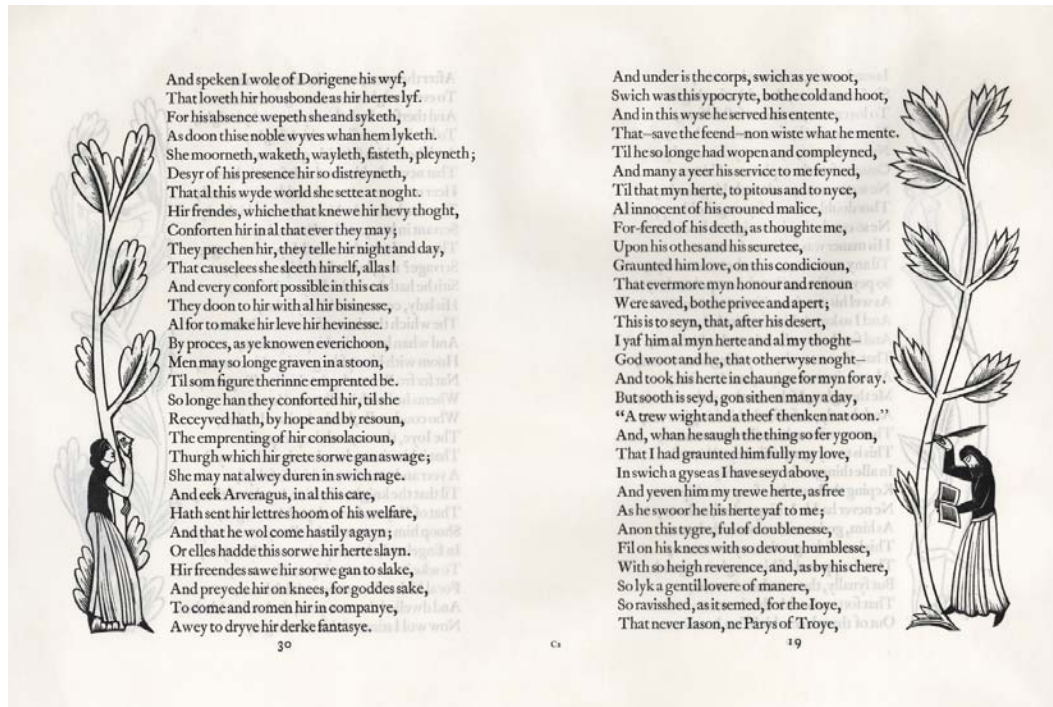 And speken I wole of Dorigene his wyf,
That loveth hir housbonde as hir hertes lyf.
For his absence wepeth she and syketh,
As doon thise noble wyves whan hem lyketh.
She moorneth, waketh, wayleth, fasteth, pleyneth;
Desyr of his presence hir so distreyneth,
That al this wyde world she sette at noght.
Hir frendes, whiche that knewe hir hevy thoght,
Conforten hir in al that ever they may;
They prechen hir, they telle hir night and day,
That causelees she sleeth hirself, allas!
And every confort possible in this cas
They doon to hir with al hir bisinesse,
Al for to make hir leve hir hevinesse.
By proces, as ye knowen everichoon,
Men may so longe graven in a stoon,
Til som figure therinne emprented be.
So longe han they conforted hir, til she
Receyved hath, by hope and by resoun,
The emprenting of hir consolacioun,
Thurgh which hir grete sorwe gan aswage;
She may nat alwey duren in swich rage.
And eek Arveragus, in al this care,
Hath sent hir lettres hoom of his welfare,
And that he wol come hastily agayn;
Or elles hadde this sorwe hir herte slayn.
Hir freendes sawe hir sorwe gan to slake,
And preyede hir on knees, for goddes sake,
To come and romen hir in companye,
Awey to dryve hir derke fantasye.
30
C2
And under is the corps, swich as ye woot,
Swich was this ypocryte, bothe cold and hoot,
And in this wyse he served his entente,
That—save the feend—non wiste what he mente.
Til he so longe had wopen and compleyned,
And many a yeer his service to me feyned,
Til that myn herte, to pitous and to nyce,
Al innocent of his crouned malice,
For-fered of his deeth, as thoughte me,
Upon his othes and his seuretee,
Graunted him love, on this condicioun,
That evermore myn honour and renoun
Were saved, bothe privee and apert;
This is to seyn, that, after his desert,
I yaf him al myn herte and al my thoght—
God woot and he, that otherwyse noght—
And took his herte in chaunge for myn for ay.
But sooth is seyd, gon sithen many a day,
"A trew wight and a theef thenken nat oon."
And, whan he saugh the thing so fer ygoon,
That I had graunted him fully my love,
In swich a gyse as I have seyd above,
And yeven him my trewe herte, as free
As he swoor he his herte yaf to me;
Anon this tygre, ful of doublenesse,
Fil on his knees with so devout humblesse,
With so heigh reverence, and, as by his chere,
So lyk a gentil lovere of manere,
So ravisshed, as it semed, for the Ioye,
That never Iason, ne Parys of Troye,
19